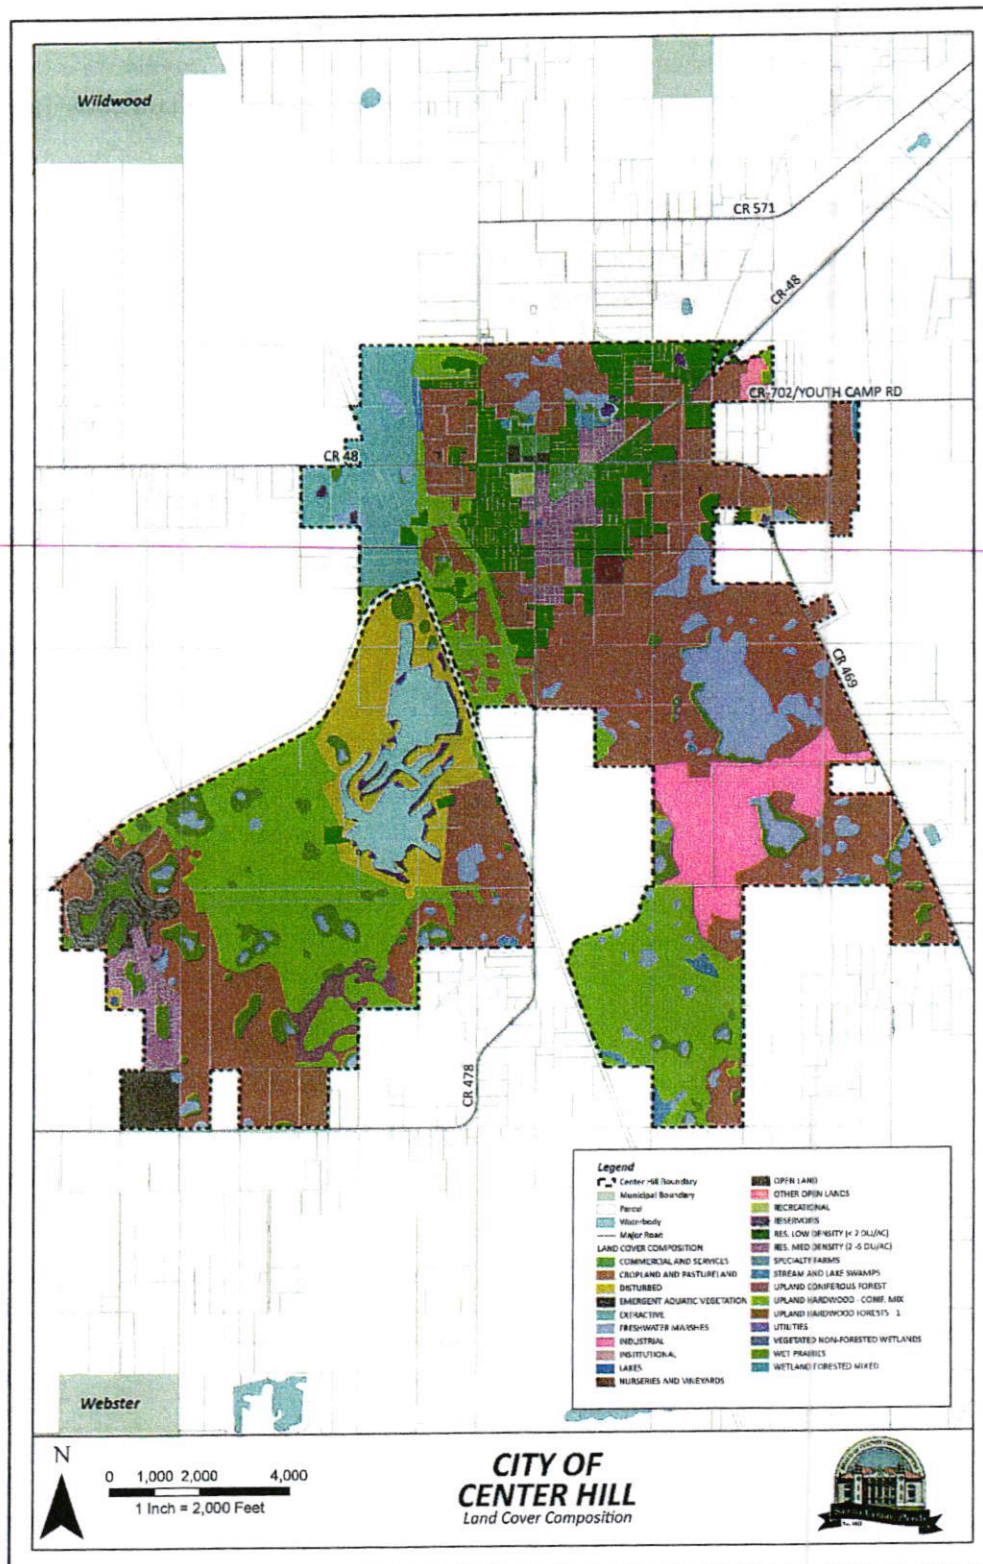 Wildwood
CR 571
CR-48
CR-702/YOUTH CAMP RD
CR 48
CR 469
CR 478
Legend
Center Hill Boundary
Municipal Boundary
Parcel
Waterbody
Major Road
LAND COVER COMPOSITION
COMMERCIAL AND SERVICES
CROPLAND AND PASTURELAND
DISTURBED
EMERGENT AQUATIC VEGETATION
EXTRACTIVE
FRESHWATER MARSHES
INDUSTRIAL
INSTITUTIONAL
LAKES
NURSERIES AND VINEYARDS
OPEN LAND
OTHER OPEN LANDS
RECREATIONAL
RESERVOIRS
RES. LOW DENSITY (< 2 DU/AC)
RES. MED DENSITY (2 -5 DU/AC)
SPECIALTY FARMS
STREAM AND LAKE SWAMPS
UPLAND CONIFEROUS FOREST
UPLAND HARDWOOD - CONIF. MIX
UPLAND HARDWOOD FORESTS - 1
UTILITIES
VEGETATED NON-FORESTED WETLANDS
WET PRAIRIES
WETLAND FORESTED MIXED
Webster
N
0 1,000 2,000 4,000
1 Inch = 2,000 Feet
CITY OF
CENTER HILL
Land Cover Composition